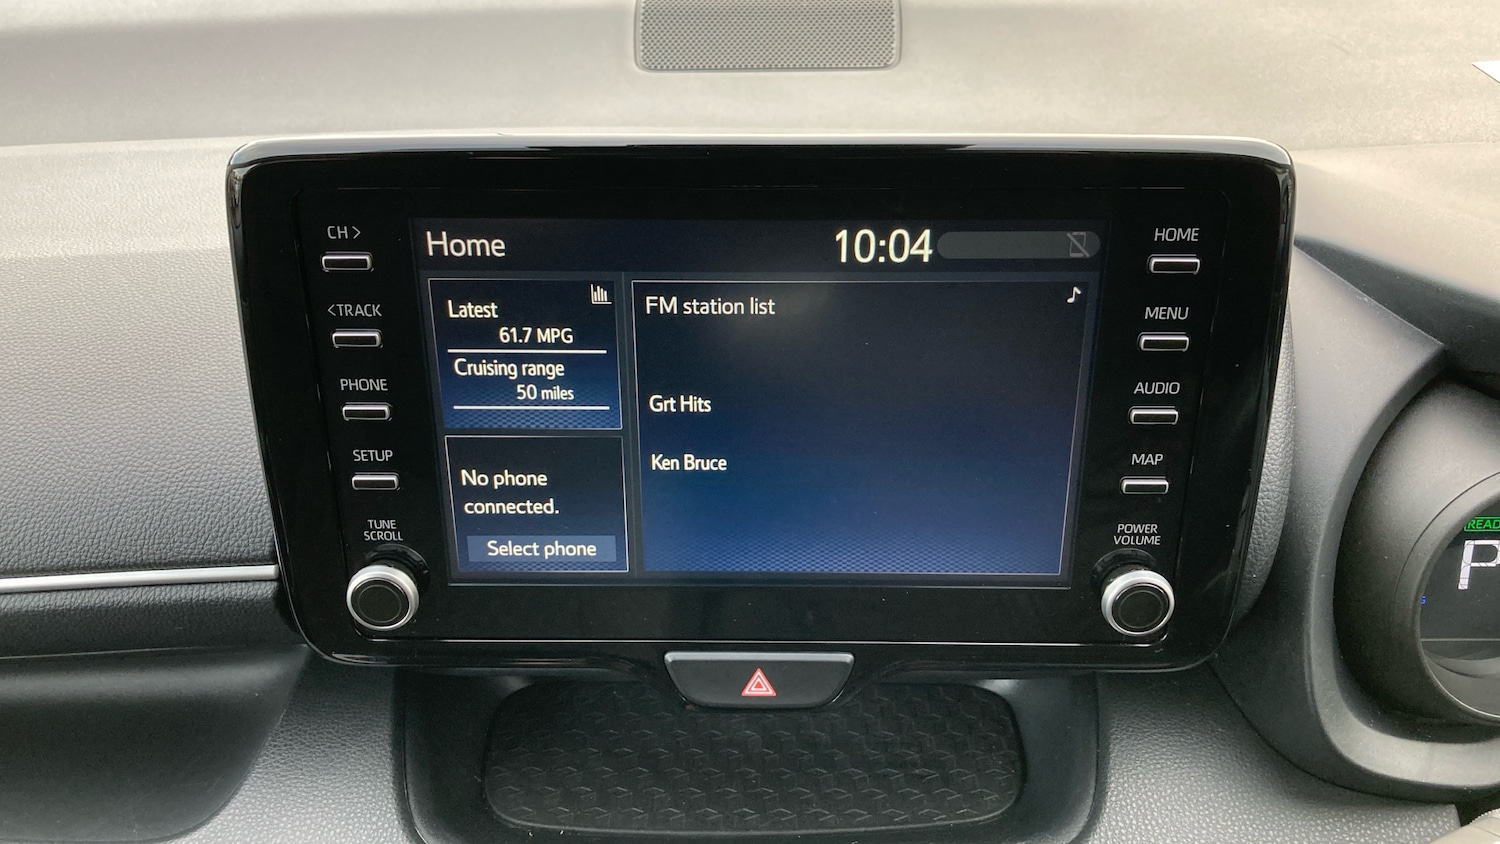 CH >
<TRACK
PHONE
SETUP
TUNE
SCROLL
Home
10:04
Latest
61.7 MPG
Cruising range
50 miles
No phone
connected.
Select phone
FM station list
Grt Hits
Ken Bruce
HOME
MENU
AUDIO
MAP
POWER
VOLUME
READ
P